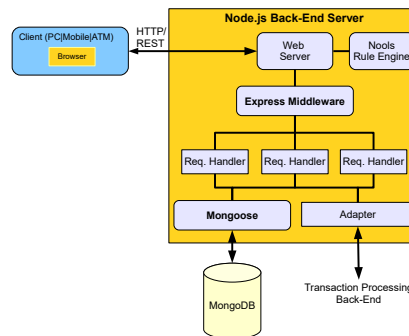 Node.js Back-End Server
Client (PC|Mobile|ATM)
Browser
HTTP/
REST
Web
Server
Nools
Rule Engine
Express Middleware
Req. Handler
Req. Handler
Req. Handler
Mongoose
Adapter
MongoDB
Transaction Processing
Back-End